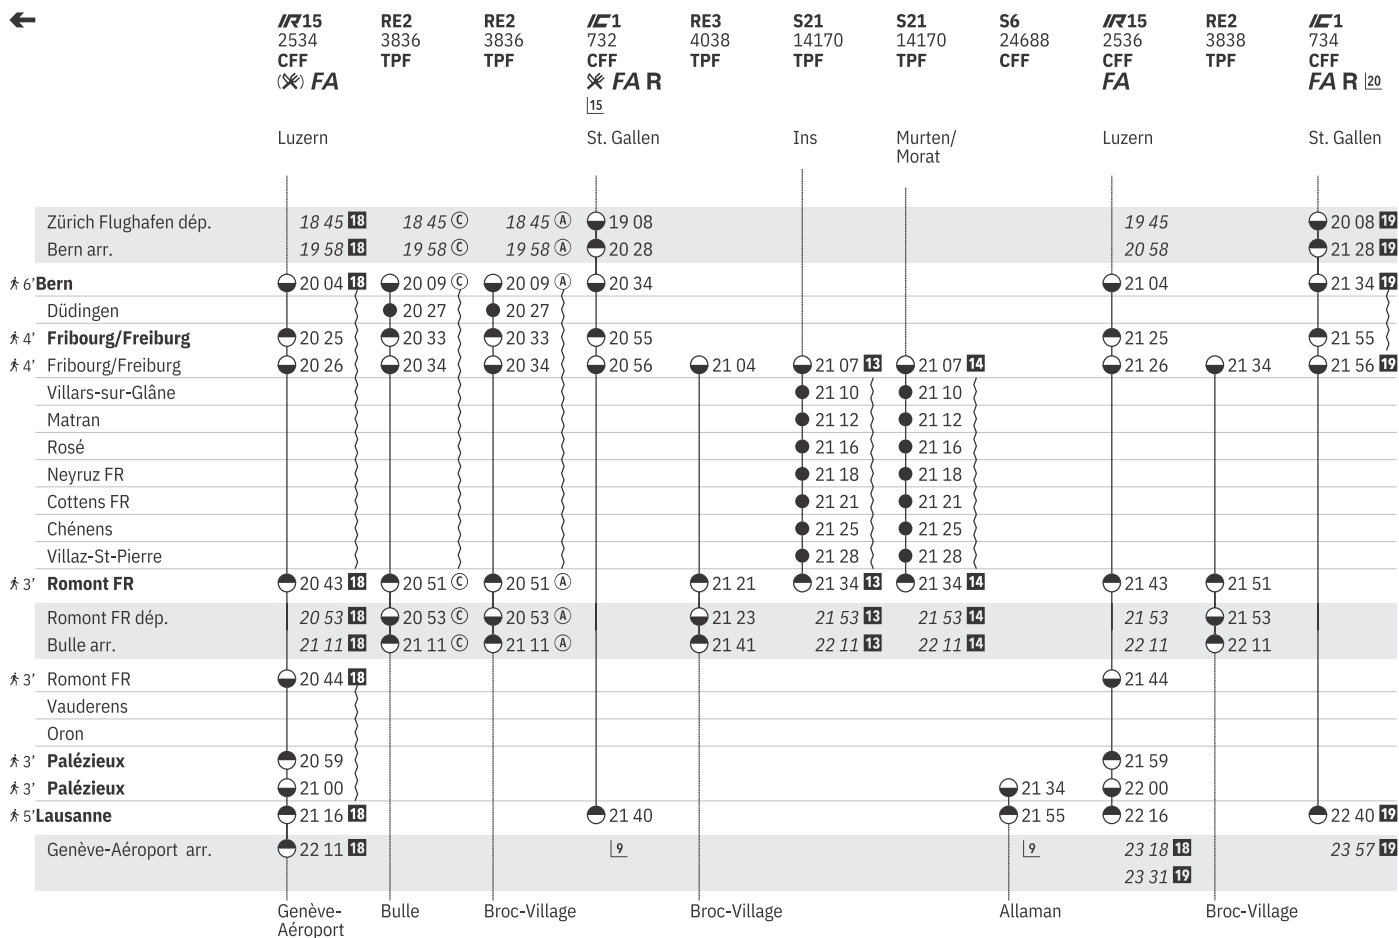 IR15 RE2 RE2 IC1 RE3 S21 S21 S6 IR15 RE2 IC1
2534 3836 3836 732 4038 14170 14170 24688 2536 3838 734
CFF TPF TPF CFF TPF TPF TPF CFF CFF TPF CFF
FA FA R FA FA R 20
15
Luzern St. Gallen Ins Murten/ Luzern St. Gallen
Morat
Zürich Flughafen dép. 18 45 18 18 45 C 18 45 A 19 08 19 45 20 08 19
Bern arr. 19 58 18 19 58 C 19 58 A 20 28 20 58 21 28 19
6' Bern 20 04 18 20 09 C 20 09 A 20 34 21 04 21 34 19
Düdingen 20 27 20 27
4' Fribourg/Freiburg 20 25 20 33 20 33 20 55 21 25 21 55
4' Fribourg/Freiburg 20 26 20 34 20 34 20 56 21 04 21 07 13 21 07 14 21 26 21 34 21 56 19
Villars-sur-Glâne 21 10 21 10
Matran 21 12 21 12
Rosé 21 16 21 16
Neyruz FR 21 18 21 18
Cottens FR 21 21 21 21
Chénens 21 25 21 25
Villaz-St-Pierre 21 28 21 28
3' Romont FR 20 43 18 20 51 C 20 51 A 21 21 21 34 13 21 34 14 21 43 21 51
Romont FR dép. 20 53 18 20 53 C 20 53 A 21 23 21 53 13 21 53 14 21 53 21 53
Bulle arr. 21 11 18 21 11 C 21 11 A 21 41 22 11 13 22 11 14 22 11 22 11
3' Romont FR 20 44 18 21 44
Vauderens
Oron
3' Palézieux 20 59 21 59
3' Palézieux 21 00 21 34 22 00
5' Lausanne 21 16 18 21 40 21 55 22 16 22 40 19
Genève-Aéroport arr. 22 11 18 9 9 23 18 18 23 57 19
23 31 19
Genève- Bulle Broc-Village Broc-Village Allaman Broc-Village
Aéroport